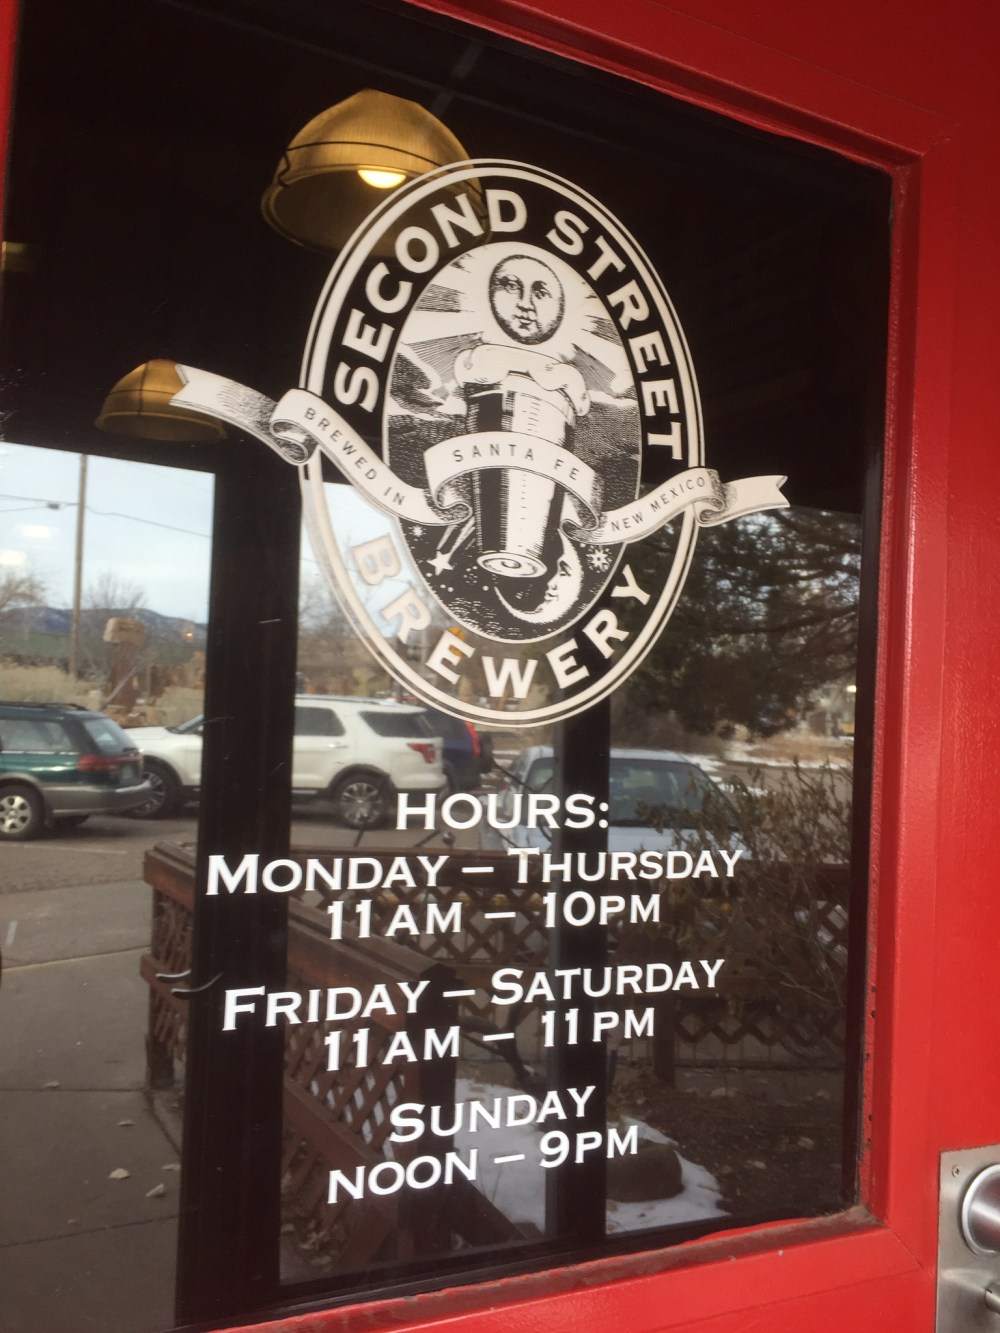 SECOND STREET
BREWED IN SANTA FE NEW MEXICO
BREWERY
HOURS:
MONDAY – THURSDAY
11AM – 10PM
FRIDAY – SATURDAY
11AM – 11PM
SUNDAY
NOON – 9PM